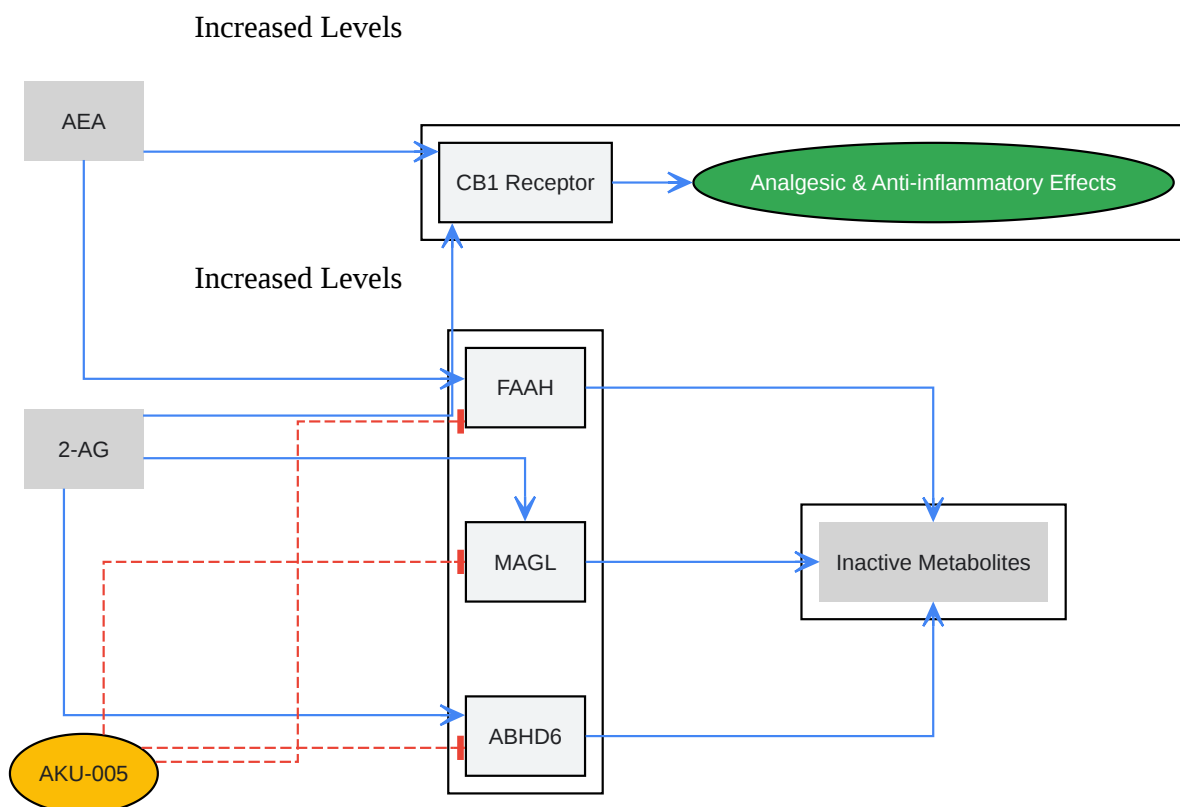 Increased Levels
AEA
CB1 Receptor
Analgesic & Anti-inflammatory Effects
Increased Levels
FAAH
2-AG
MAGL
Inactive Metabolites
ABHD6
AKU-005